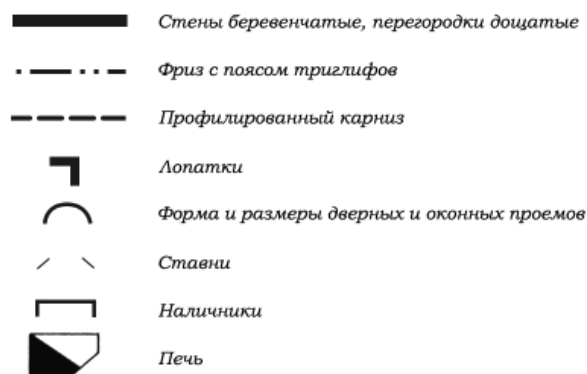 Стены беревенчатые, перегородки дощатые
Фриз с поясом триглифов
Профилированный карниз
Лопатки
Форма и размеры дверных и оконных проемов
Ставни
Наличники
Печь